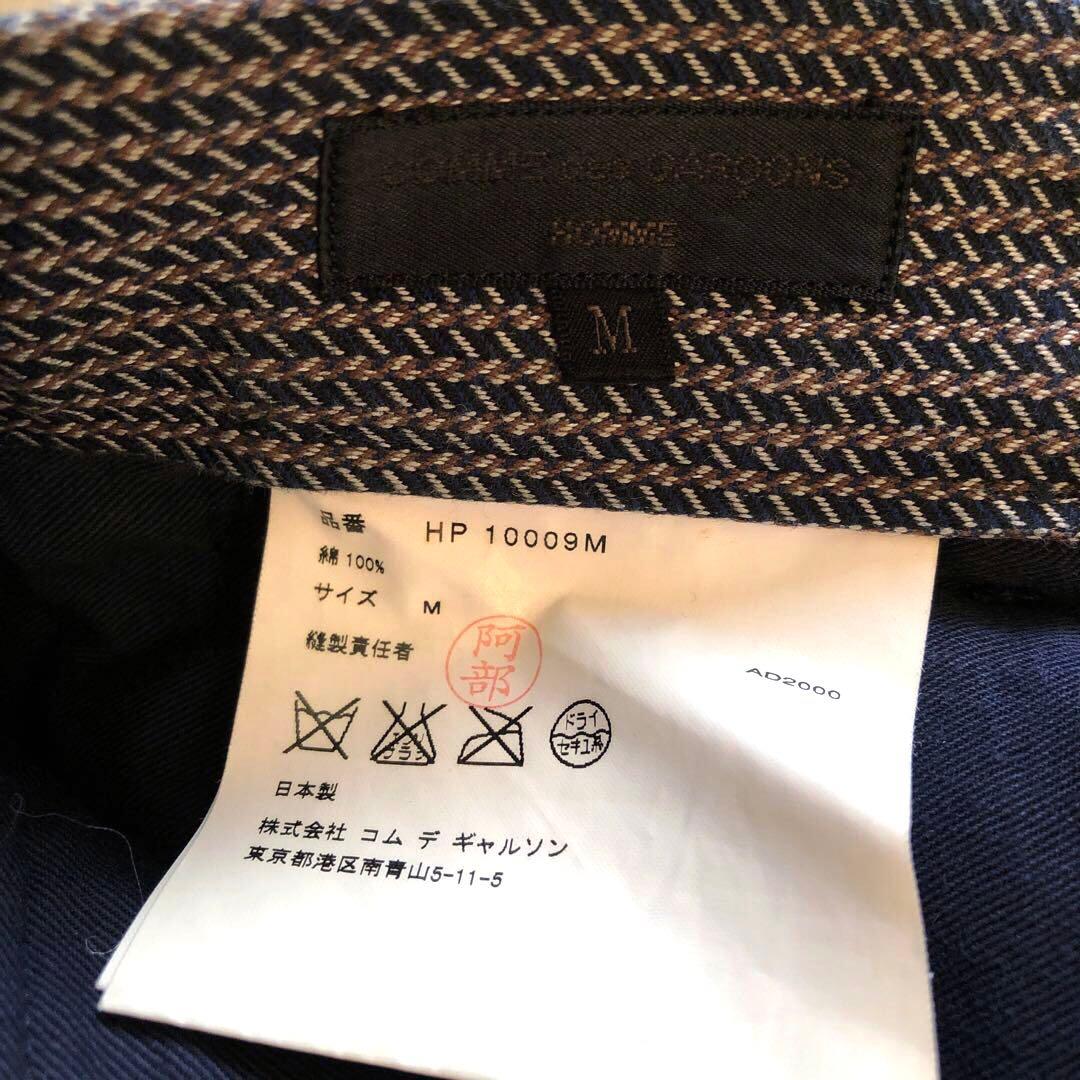 COMME des GARÇONS
HOMME
M
品番 HP 10009M
綿 100%
サイズ M
縫製責任者 阿部
AD2000
ドライ
セキユ系
日本製
株式会社 コム デ ギャルソン
東京都港区南青山5-11-5